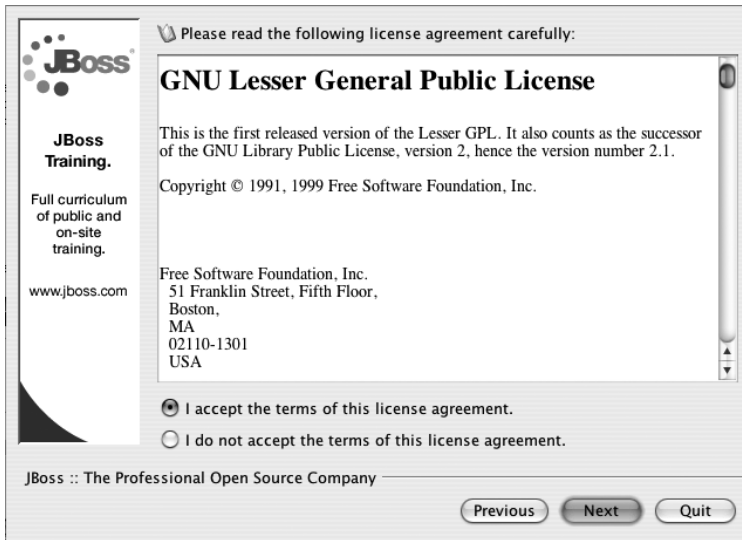 JBoss
JBoss
Training.
Full curriculum
of public and
on-site
training.
www.jboss.com
Please read the following license agreement carefully:
GNU Lesser General Public License
This is the first released version of the Lesser GPL. It also counts as the successor
of the GNU Library Public License, version 2, hence the version number 2.1.
Copyright © 1991, 1999 Free Software Foundation, Inc.
Free Software Foundation, Inc.
51 Franklin Street, Fifth Floor,
Boston,
MA
02110-1301
USA
I accept the terms of this license agreement.
I do not accept the terms of this license agreement.
JBoss :: The Professional Open Source Company
Previous Next Quit